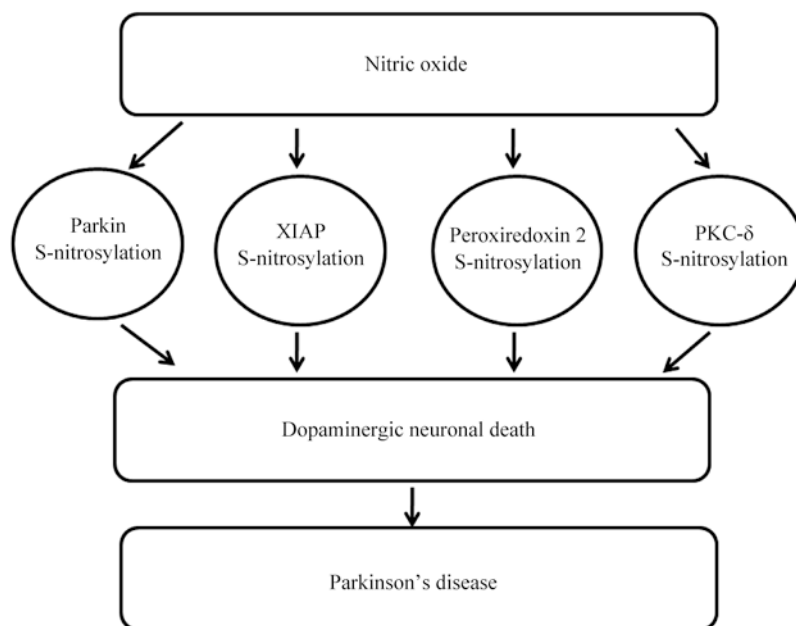 Nitric oxide
Parkin
S-nitrosylation
XIAP
S-nitrosylation
Peroxiredoxin 2
S-nitrosylation
PKC-δ
S-nitrosylation
Dopaminergic neuronal death
Parkinson’s disease